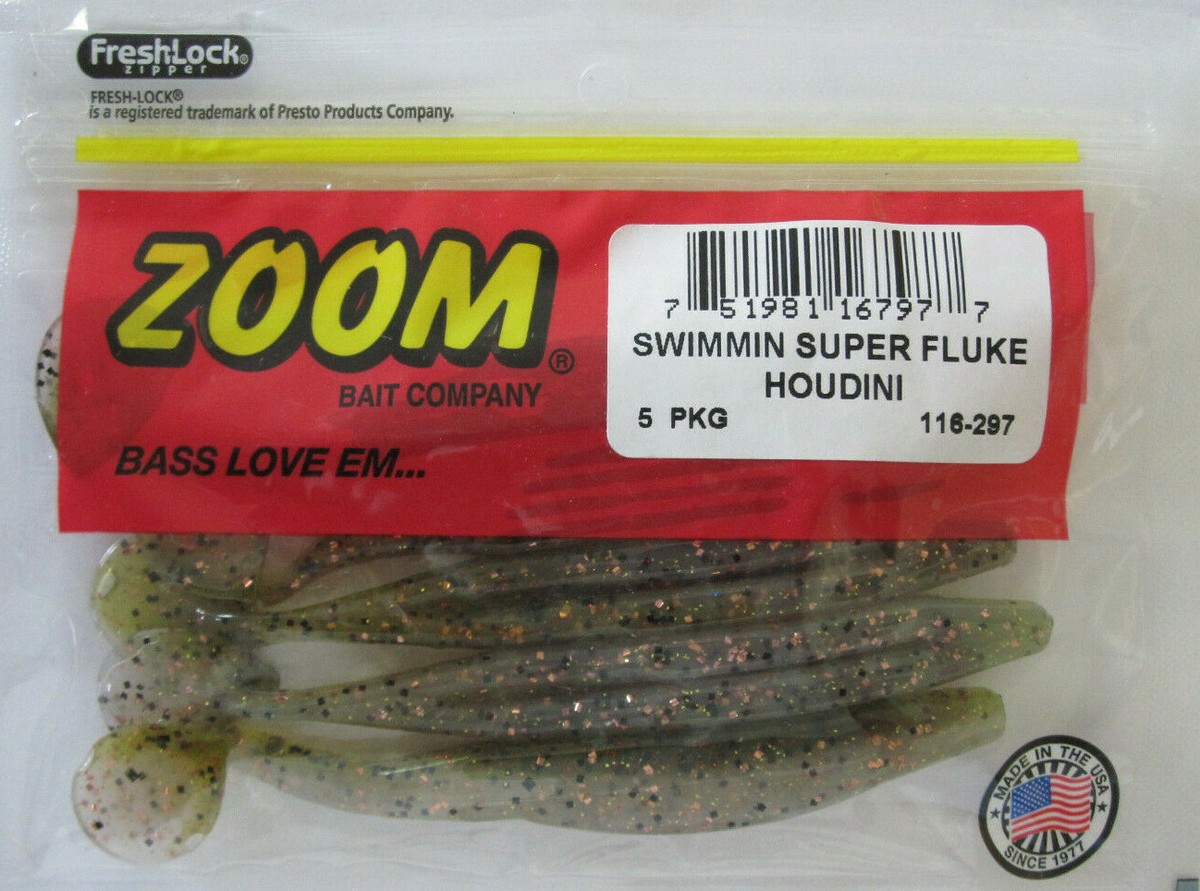 FreshLock®
zipper
FRESH-LOCK®
is a registered trademark of Presto Products Company.
ZOOM®
BAIT COMPANY
BASS LOVE EM...
7 51981 16797 7
SWIMMIN SUPER FLUKE
HOUDINI
5 PKG 116-297
MADE IN THE USA
SINCE 1977